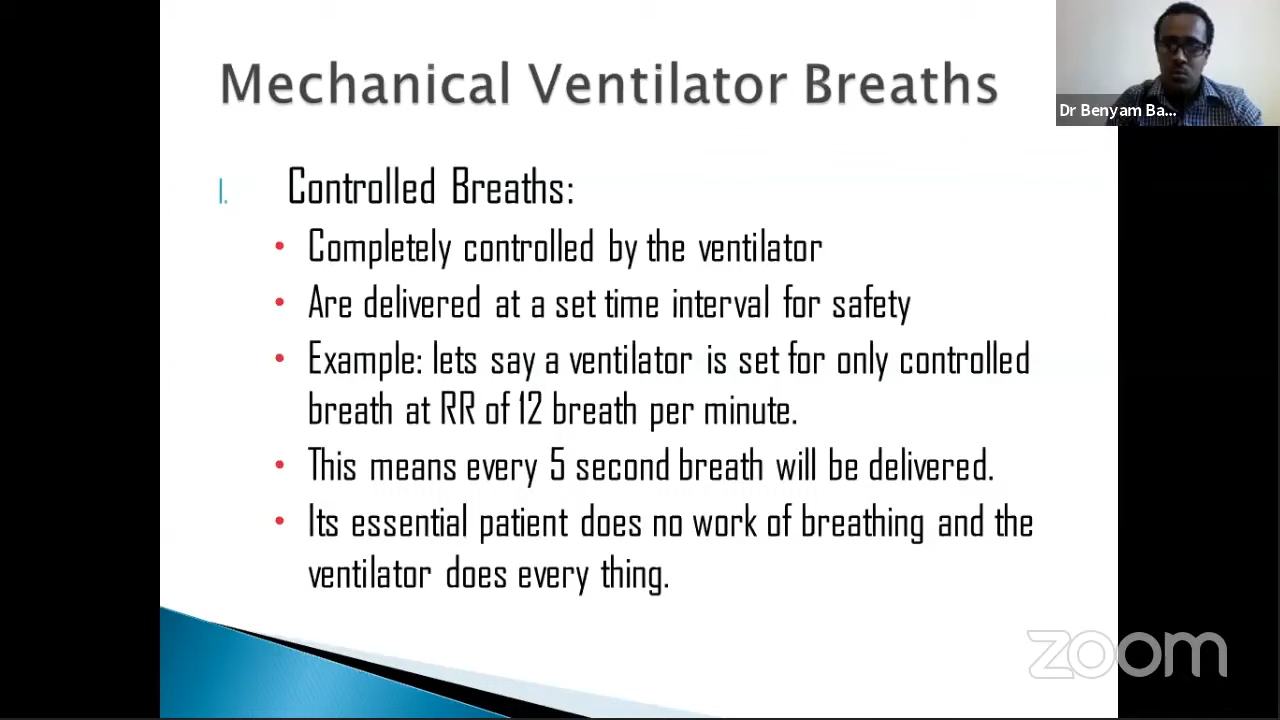 Mechanical Ventilator Breaths
Dr Benyam Ba...
I. Controlled Breaths:
• Completely controlled by the ventilator
• Are delivered at a set time interval for safety
• Example: lets say a ventilator is set for only controlled
breath at RR of 12 breath per minute.
• This means every 5 second breath will be delivered.
• Its essential patient does no work of breathing and the
ventilator does every thing.
zoom